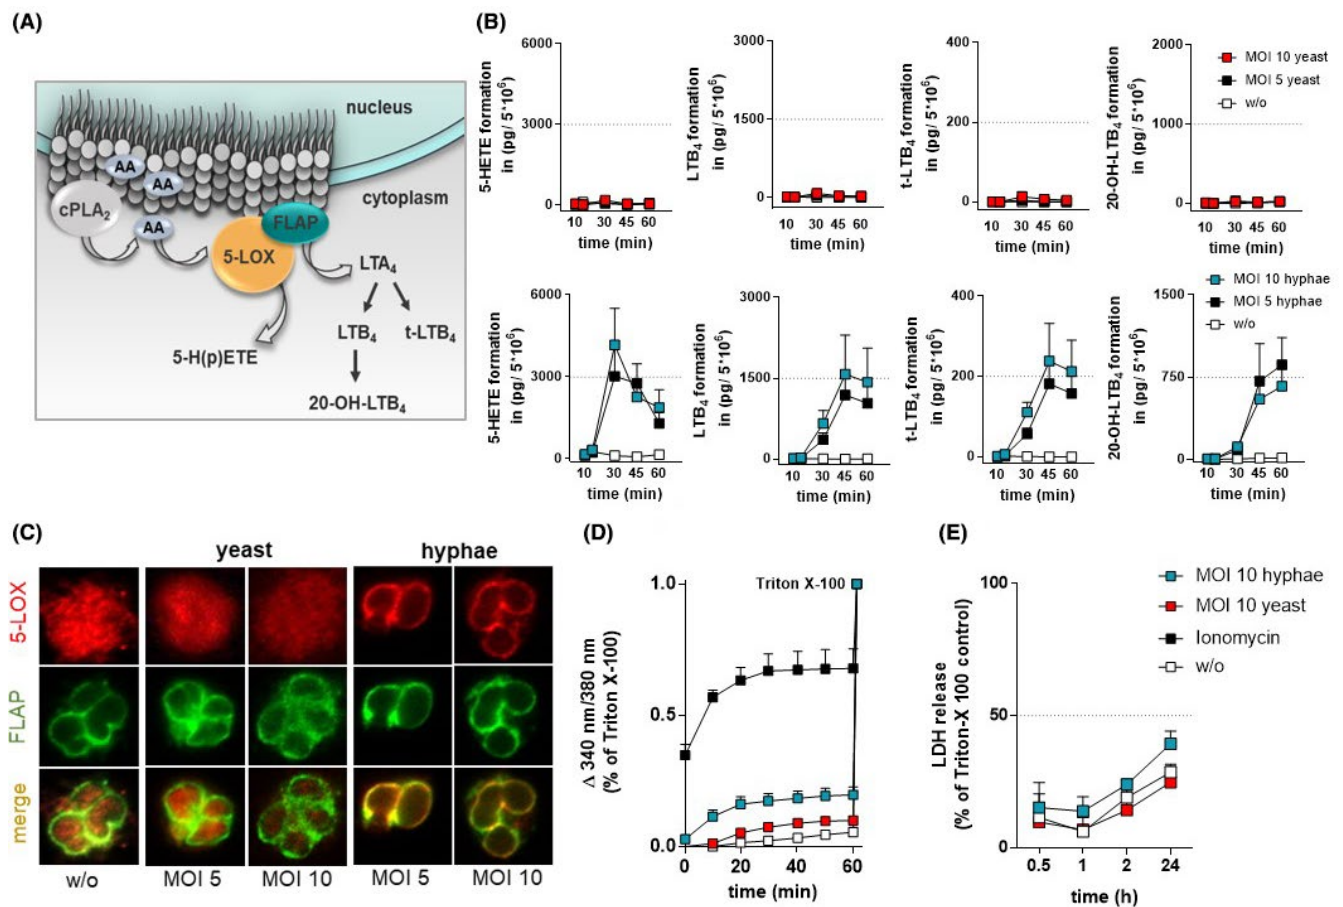 (A)
nucleus
AA
AA
cytoplasm
cPLA2
AA
FLAP
5-LOX
LTA4
LTB4
t-LTB4
5-H(p)ETE
20-OH-LTB4
(B)
5-HETE formation
in (pg/ 5*10^6)
6000
3000
0
10 30 45 60
time (min)
LTB4 formation
in (pg/ 5*10^6)
3000
1500
0
10 30 45 60
time (min)
t-LTB4 formation
in (pg/ 5*10^6)
400
200
0
10 30 45 60
time (min)
20-OH-LTB4 formation
in (pg/ 5*10^6)
2000
1000
0
10 30 45 60
time (min)
MOI 10 yeast
MOI 5 yeast
w/o
5-HETE formation
in (pg/ 5*10^6)
6000
3000
0
10 30 45 60
time (min)
LTB4 formation
in (pg/ 5*10^6)
3000
1500
0
10 30 45 60
time (min)
t-LTB4 formation
in (pg/ 5*10^6)
400
200
0
10 30 45 60
time (min)
20-OH-LTB4 formation
in (pg/ 5*10^6)
1500
750
0
10 30 45 60
time (min)
MOI 10 hyphae
MOI 5 hyphae
w/o
(C)
yeast hyphae
5-LOX
FLAP
merge
w/o MOI 5 MOI 10 MOI 5 MOI 10
(D)
Δ 340 nm/380 nm
(% of Triton X-100)
1.0
0.5
0.0
Triton X-100
0 20 40 60
time (min)
(E)
LDH release
(% of Triton-X 100 control)
100
50
0
0.5 1 2 24
time (h)
MOI 10 hyphae
MOI 10 yeast
Ionomycin
w/o